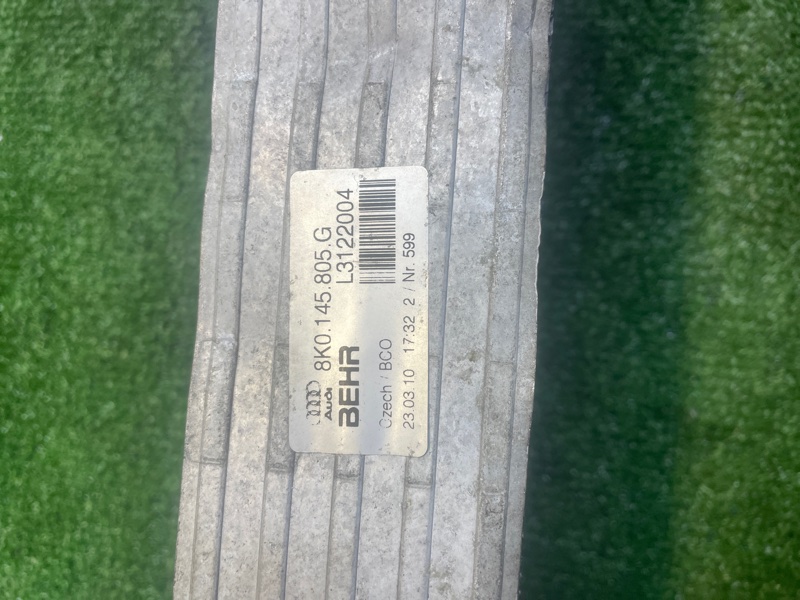 Audi 8K0.145.805.G
BEHR L3122004
Czech / BCO
23.03.10 17:32 2 / Nr. 599